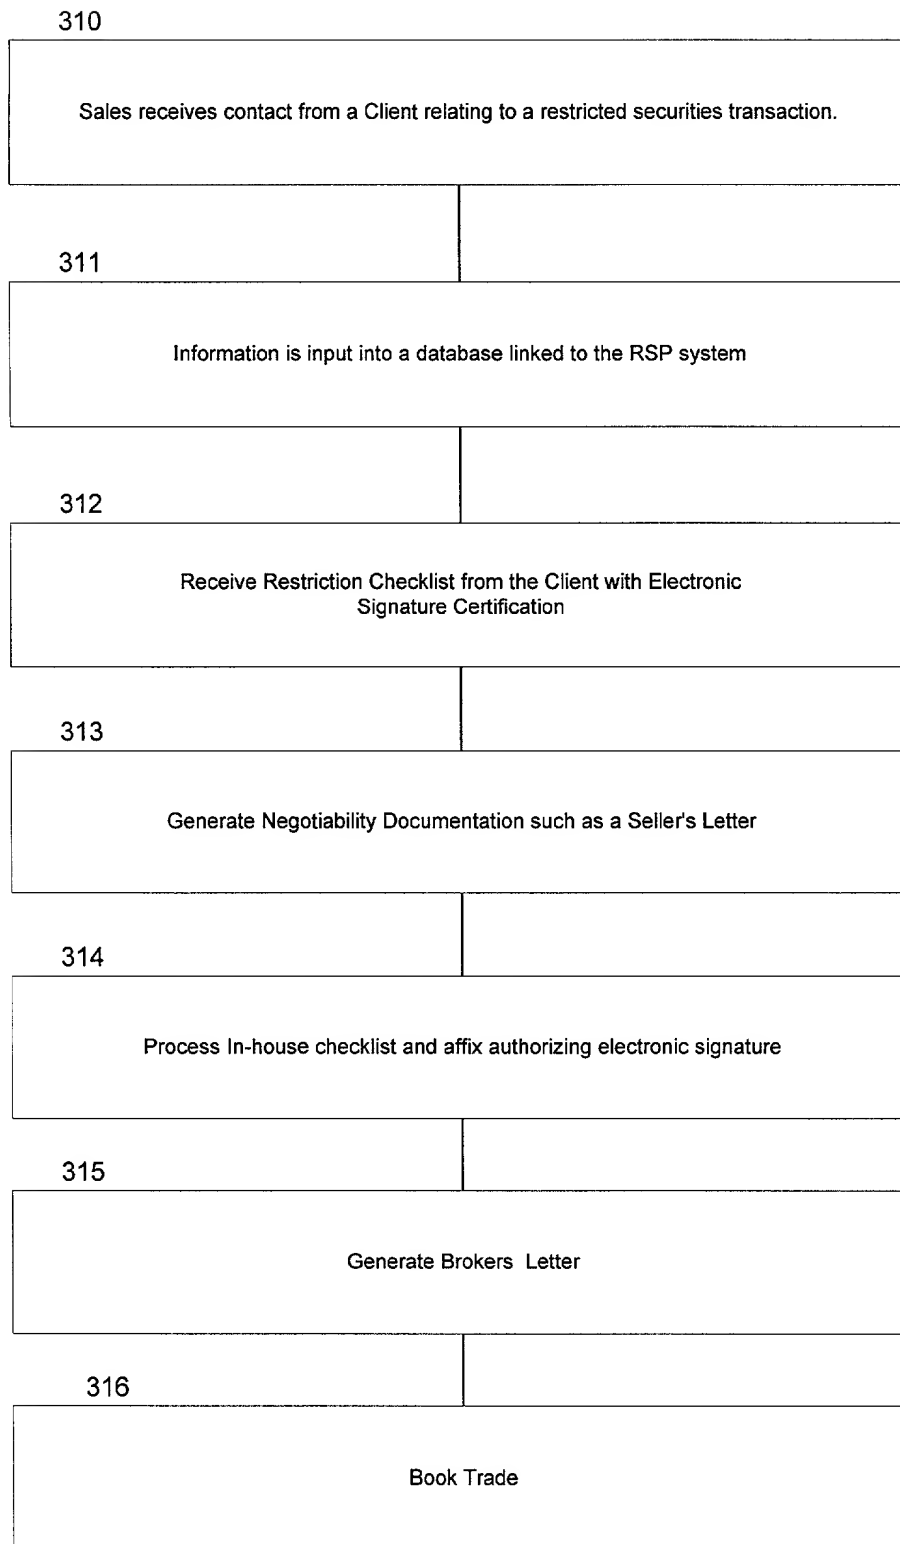 310
Sales receives contact from a Client relating to a restricted securities transaction.
311
Information is input into a database linked to the RSP system
312
Receive Restriction Checklist from the Client with Electronic
Signature Certification
313
Generate Negotiability Documentation such as a Seller's Letter
314
Process In-house checklist and affix authorizing electronic signature
315
Generate Brokers Letter
316
Book Trade